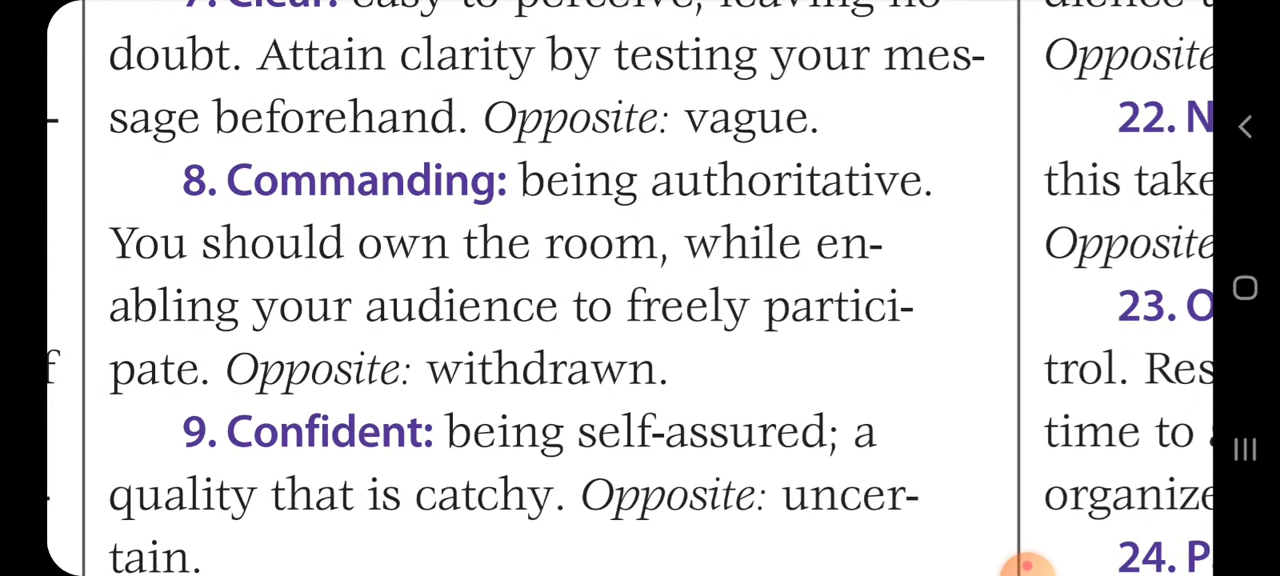 doubt. Attain clarity by testing your mes-
sage beforehand. Opposite: vague.
8. Commanding: being authoritative.
You should own the room, while en-
abling your audience to freely partici-
pate. Opposite: withdrawn.
9. Confident: being self-assured; a
quality that is catchy. Opposite: uncer-
tain.
Opposite
22. N
this take
Opposite
23. O
trol. Res
time to
organize
24. P